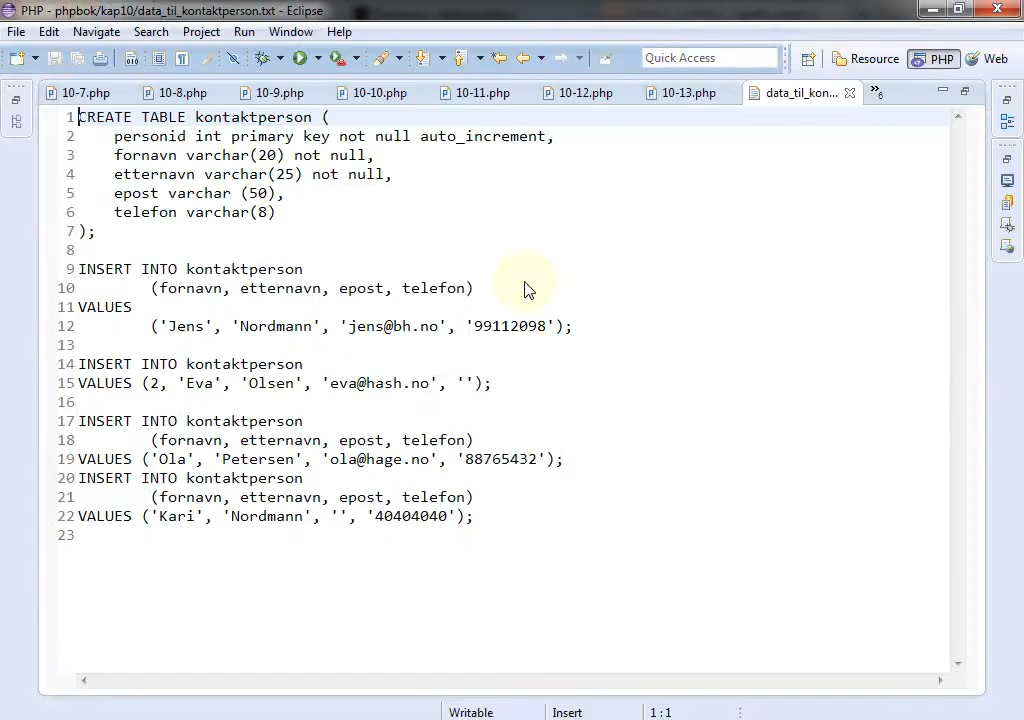 PHP - phpbok/kap10/data_til_kontaktperson.txt - Eclipse
File Edit Navigate Search Project Run Window Help
Quick Access
Resource PHP Web
10-7.php 10-8.php 10-9.php 10-10.php 10-11.php 10-12.php 10-13.php data_til_kon... »6
1 CREATE TABLE kontaktperson (
2 personid int primary key not null auto_increment,
3 fornavn varchar(20) not null,
4 etternavn varchar(25) not null,
5 epost varchar (50),
6 telefon varchar(8)
7 );
8
9 INSERT INTO kontaktperson
10 (fornavn, etternavn, epost, telefon)
11 VALUES
12 ('Jens', 'Nordmann', 'jens@bh.no', '99112098');
13
14 INSERT INTO kontaktperson
15 VALUES (2, 'Eva', 'Olsen', 'eva@hash.no', '');
16
17 INSERT INTO kontaktperson
18 (fornavn, etternavn, epost, telefon)
19 VALUES ('Ola', 'Petersen', 'ola@hage.no', '88765432');
20 INSERT INTO kontaktperson
21 (fornavn, etternavn, epost, telefon)
22 VALUES ('Kari', 'Nordmann', '', '40404040');
23
Writable Insert 1 : 1